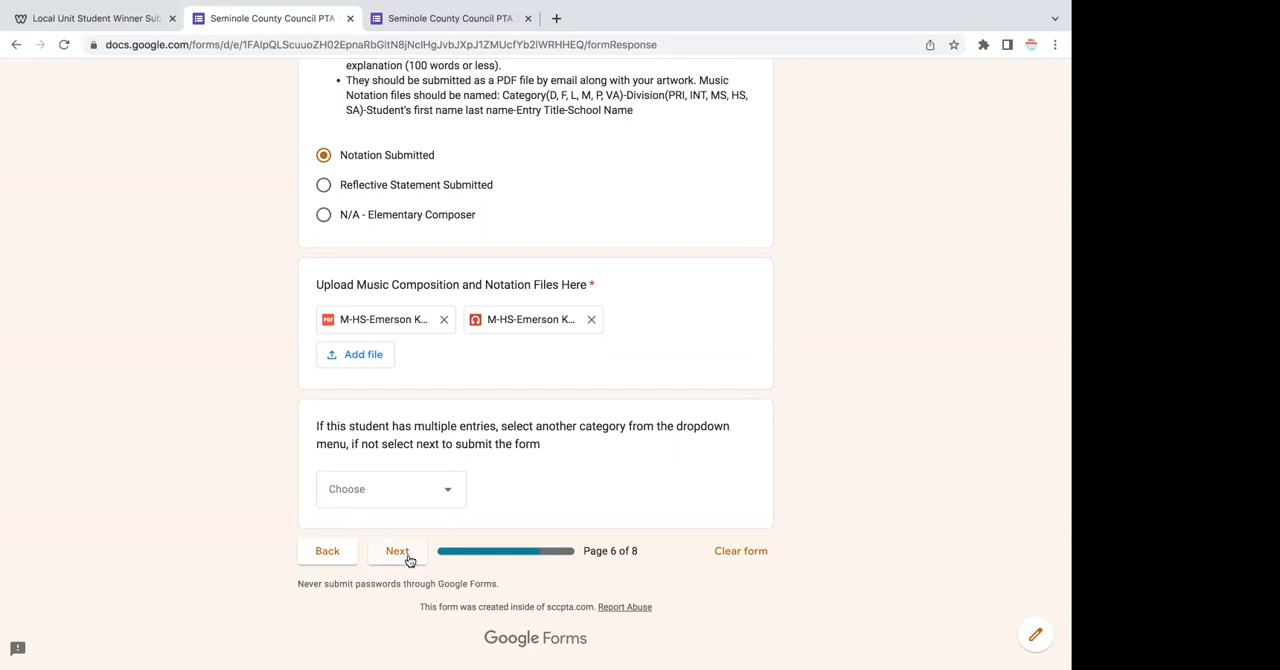 Local Unit Student Winner Sub
Seminole County Council PTA
Seminole County Council PTA
docs.google.com/forms/d/e/1FAIpQLScuuoZH02EpnaRbGltN8jNcIHgJvbJXpJ1ZMUcfYb2lWRHHEQ/formResponse
explanation (100 words or less).
• They should be submitted as a PDF file by email along with your artwork. Music
Notation files should be named: Category(D, F, L, M, P, VA)-Division(PRI, INT, MS, HS,
SA)-Student's first name last name-Entry Title-School Name
Notation Submitted
Reflective Statement Submitted
N/A - Elementary Composer
Upload Music Composition and Notation Files Here *
PDF M-HS-Emerson K...
M-HS-Emerson K...
Add file
If this student has multiple entries, select another category from the dropdown
menu, if not select next to submit the form
Choose
Back
Next
Page 6 of 8
Clear form
Never submit passwords through Google Forms.
This form was created inside of sccpta.com. Report Abuse
Google Forms